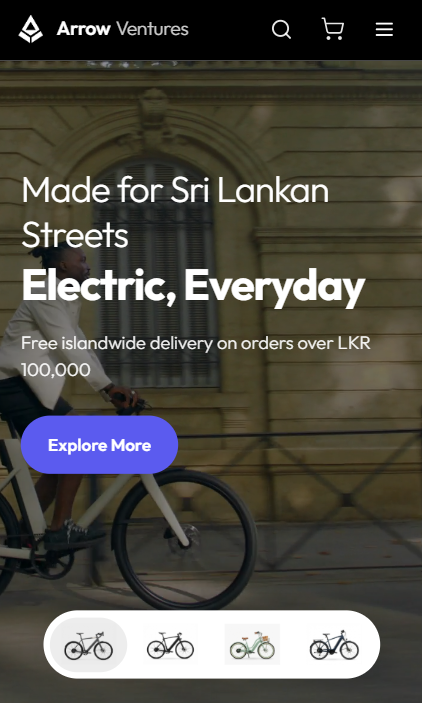 Arrow Ventures
Made for Sri Lankan
Streets
Electric, Everyday
Free islandwide delivery on orders over LKR
100,000
Explore More